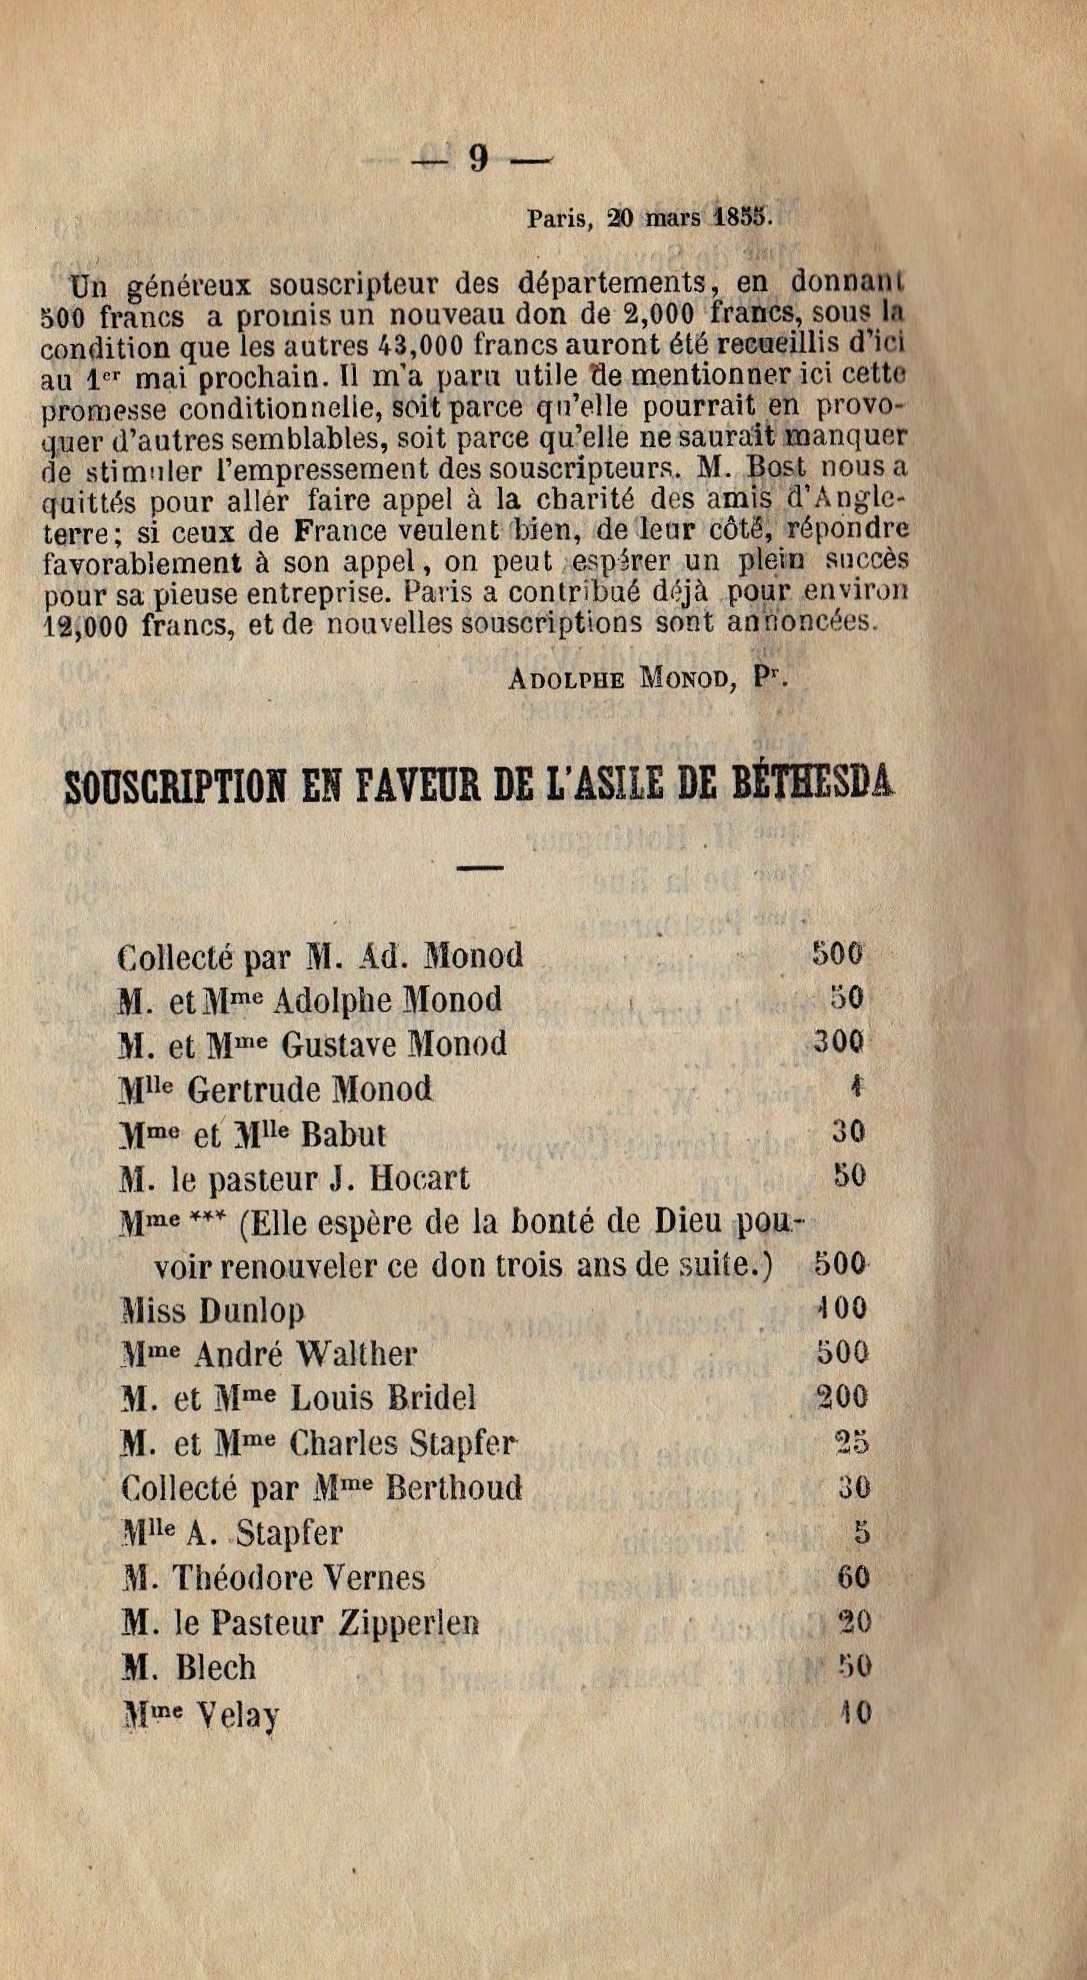 — 9 —
Paris, 20 mars 1855.
Un généreux souscripteur des départements, en donnant
500 francs a promis un nouveau don de 2,000 francs, sous la
condition que les autres 43,000 francs auront été recueillis d'ici
au 1er mai prochain. Il m'a paru utile de mentionner ici cette
promesse conditionnelle, soit parce qu'elle pourrait en provo-
quer d'autres semblables, soit parce qu'elle ne saurait manquer
de stimuler l'empressement des souscripteurs. M. Bost nous a
quittés pour aller faire appel à la charité des amis d'Angle-
terre; si ceux de France veulent bien, de leur côté, répondre
favorablement à son appel, on peut espérer un plein succès
pour sa pieuse entreprise. Paris a contribué déjà pour environ
12,000 francs, et de nouvelles souscriptions sont annoncées.
ADOLPHE MONOD, Pr.
SOUSCRIPTION EN FAVEUR DE L'ASILE DE BÉTHESDA
Collecté par M. Ad. Monod 500
M. et Mme Adolphe Monod 50
M. et Mme Gustave Monod 300
Mlle Gertrude Monod 1
Mme et Mlle Babut 30
M. le pasteur J. Hocart 50
Mme *** (Elle espère de la bonté de Dieu pou-
voir renouveler ce don trois ans de suite.) 500
Miss Dunlop 100
Mme André Walther 500
M. et Mme Louis Bridel 200
M. et Mme Charles Stapfer 25
Collecté par Mme Berthoud 30
Mlle A. Stapfer 5
M. Théodore Vernes 60
M. le Pasteur Zipperlen 20
M. Blech 50
Mme Velay 10